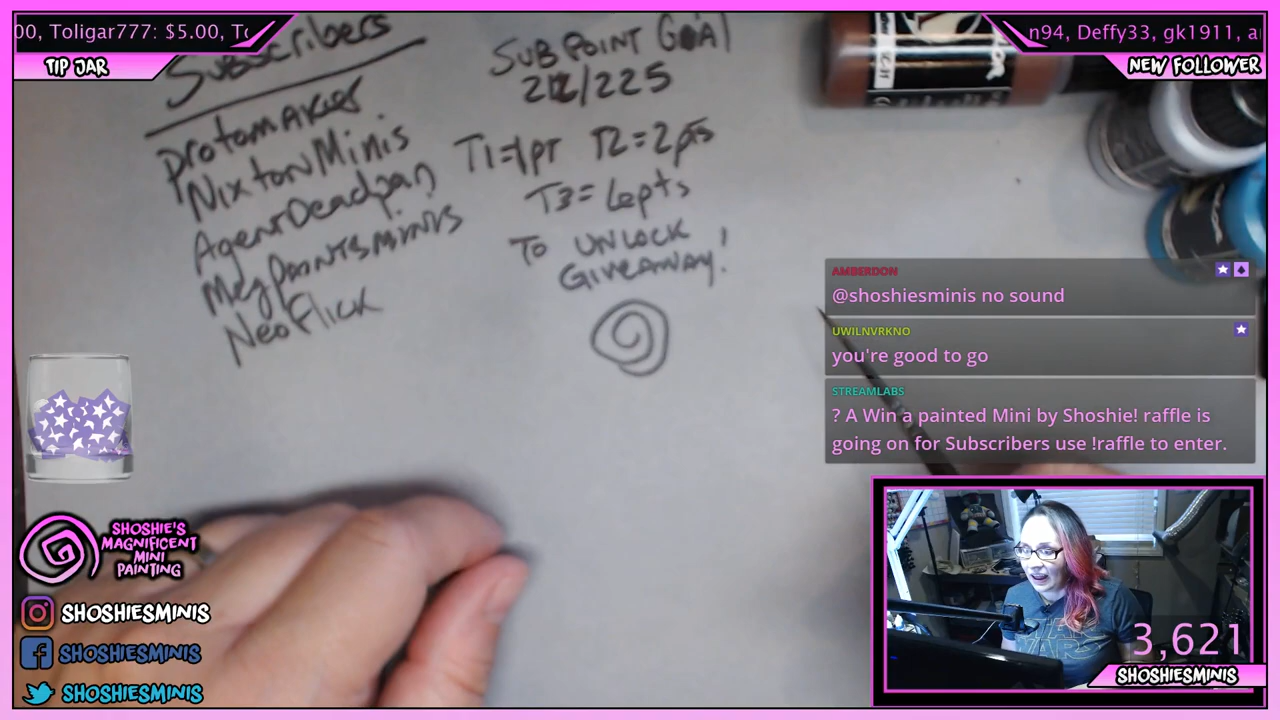 00, Toligar777: $5.00, To
TIP JAR
n94, Deffy33, gk1911, a
NEW FOLLOWER
Subscribers
ProtoMAKES
NixtonMinis
AgentDeadpan
MegPaintsMinis
NeoFlick
SUB POINT GOAl
212/225
T1=1pt T2=2pts
T3=6pts
To UNLOCK
GIVEAWAY!
AMBERDON
@shoshiesminis no sound
UWILNVRKNO
you're good to go
STREAMLABS
? A Win a painted Mini by Shoshie! raffle is
going on for Subscribers use !raffle to enter.
SHOSHIE'S
MAGNIFICENT
MINI
PAINTING
SHOSHIESMINIS
SHOSHIESMINIS
SHOSHIESMINIS
3,621
SHOSHIESMINIS